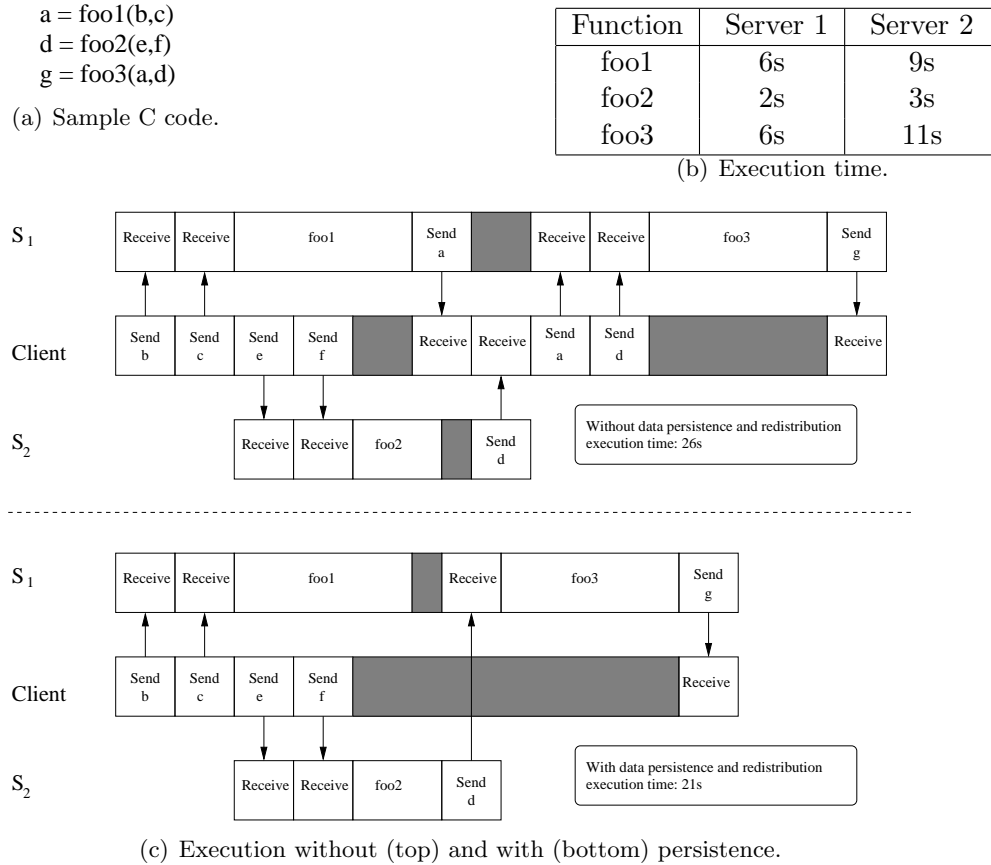 a = foo1(b,c)
d = foo2(e,f)
g = foo3(a,d)
(a) Sample C code.
Function Server 1 Server 2
foo1 6s 9s
foo2 2s 3s
foo3 6s 11s
(b) Execution time.
S1
Receive Receive foo1 Send a Receive Receive foo3 Send g
Client
Send b Send c Send e Send f Receive Receive Send a Send d Receive
S2
Receive Receive foo2 Send d
Without data persistence and redistribution
execution time: 26s
S1
Receive Receive foo1 Receive foo3 Send g
Client
Send b Send c Send e Send f Receive
S2
Receive Receive foo2 Send d
With data persistence and redistribution
execution time: 21s
(c) Execution without (top) and with (bottom) persistence.